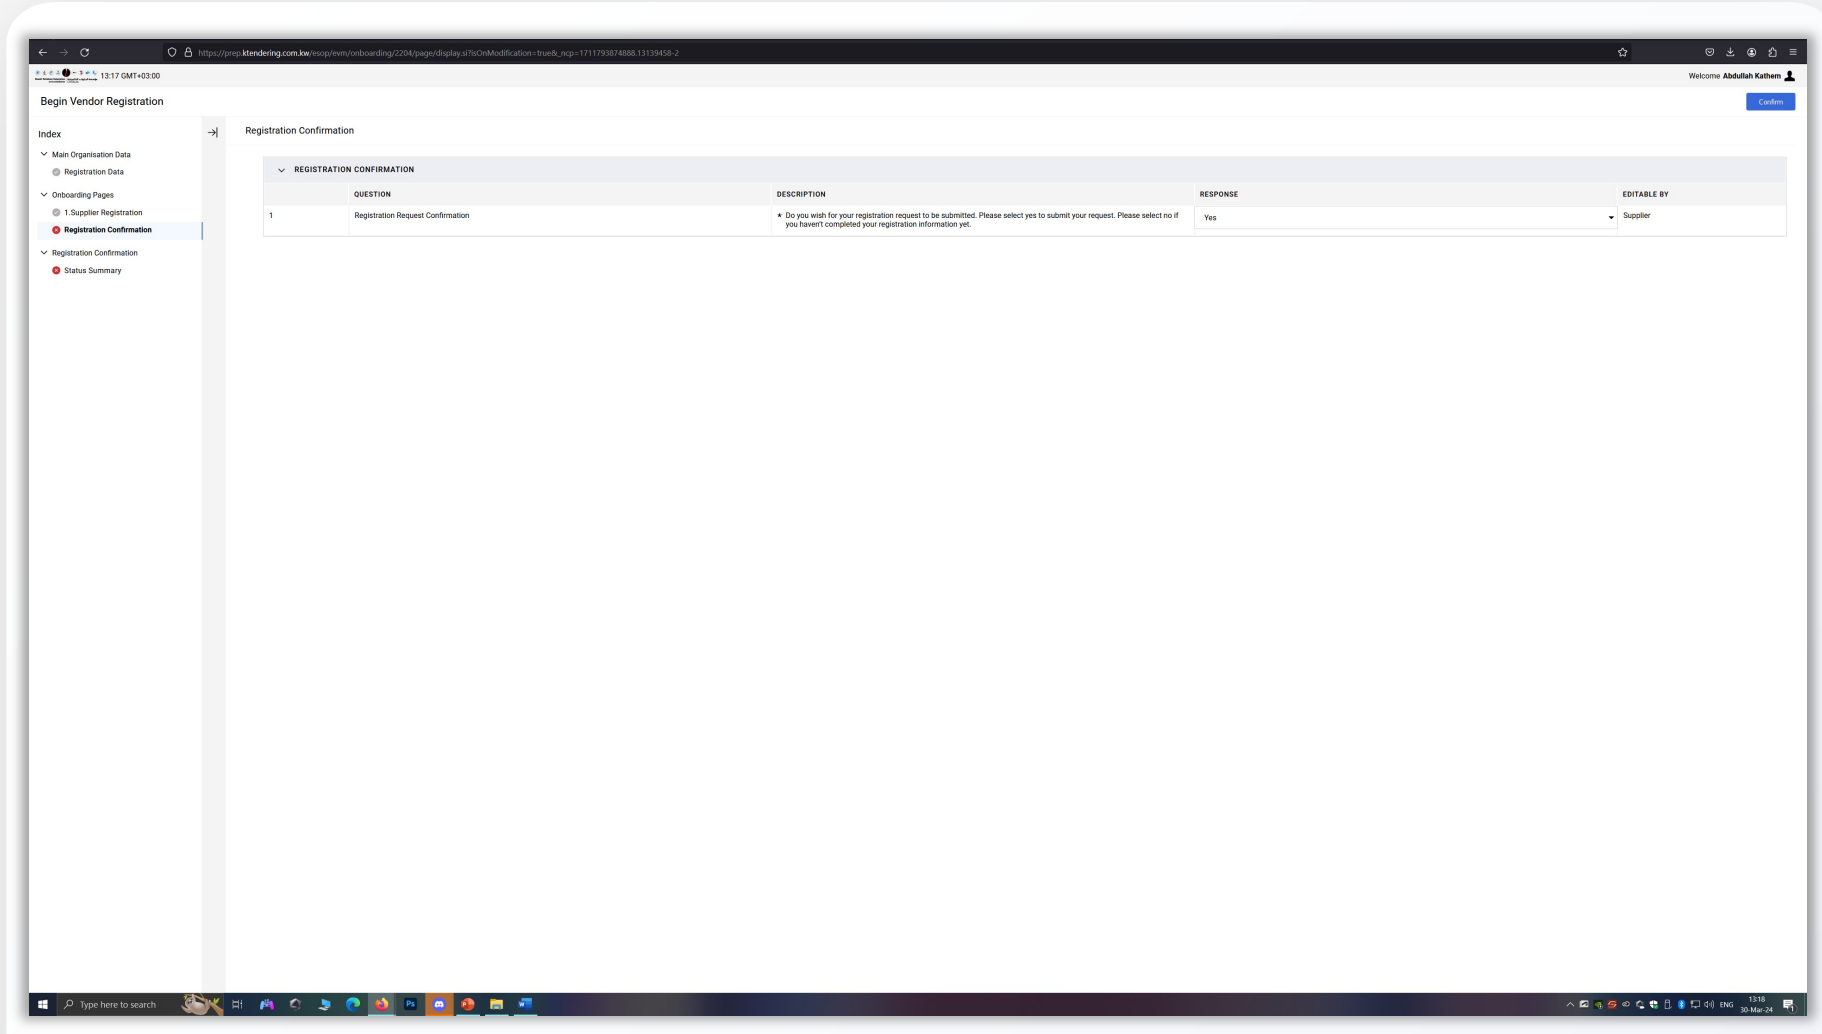 https://prep.ktendering.com.kw/esop/evm/onboarding/2204/page/display.si?isOnModification=true&_ncp=1711793874888.13139458-2
13:17 GMT+03:00
Welcome Abdullah Kathem
Begin Vendor Registration
Confirm
Index
Main Organisation Data
Registration Data
Onboarding Pages
1.Supplier Registration
Registration Confirmation
Registration Confirmation
Status Summary
Registration Confirmation
REGISTRATION CONFIRMATION
QUESTION DESCRIPTION RESPONSE EDITABLE BY
1 Registration Request Confirmation * Do you wish for your registration request to be submitted. Please select yes to submit your request. Please select no if Yes Supplier
you haven't completed your registration information yet.
Type here to search
Ps
ENG
13:18
30-Mar-24